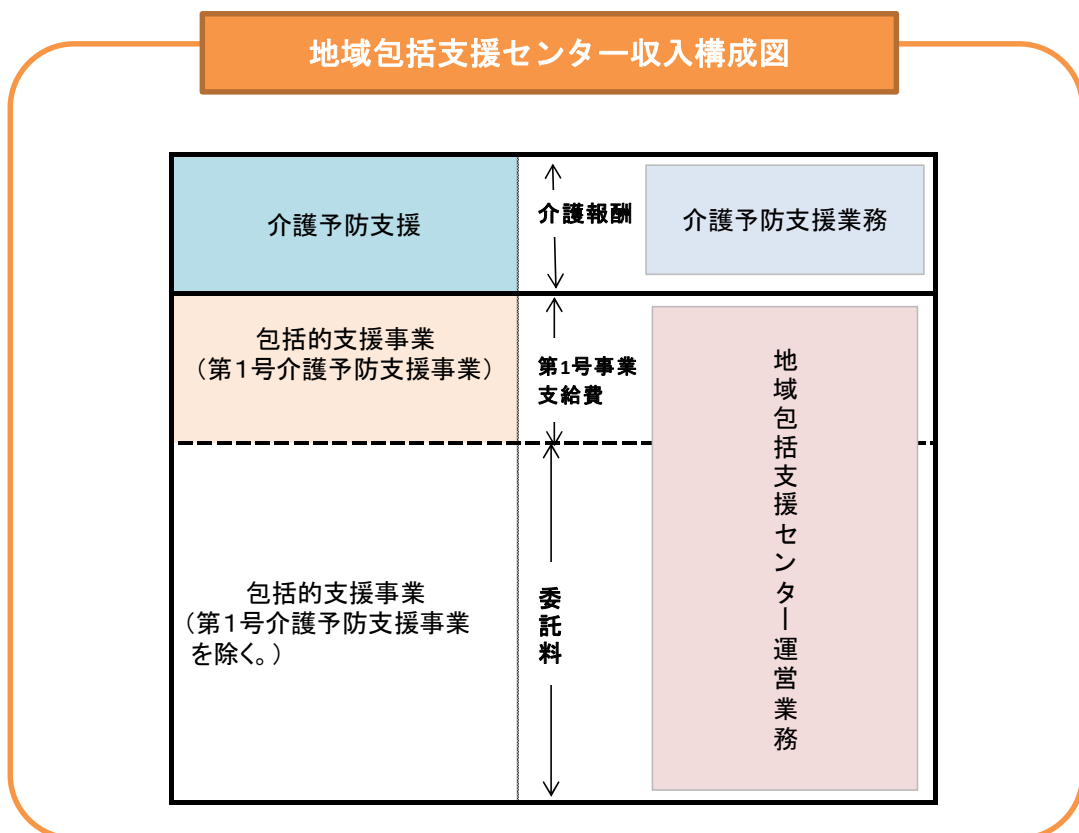 地域包括支援センター収入構成図
介護予防支援
介護報酬
介護予防支援業務
包括的支援事業
（第１号介護予防支援事業）
第1号事業
支給費
包括的支援事業
（第１号介護予防支援事業
を除く。）
委託料
地域包括支援センター運営業務